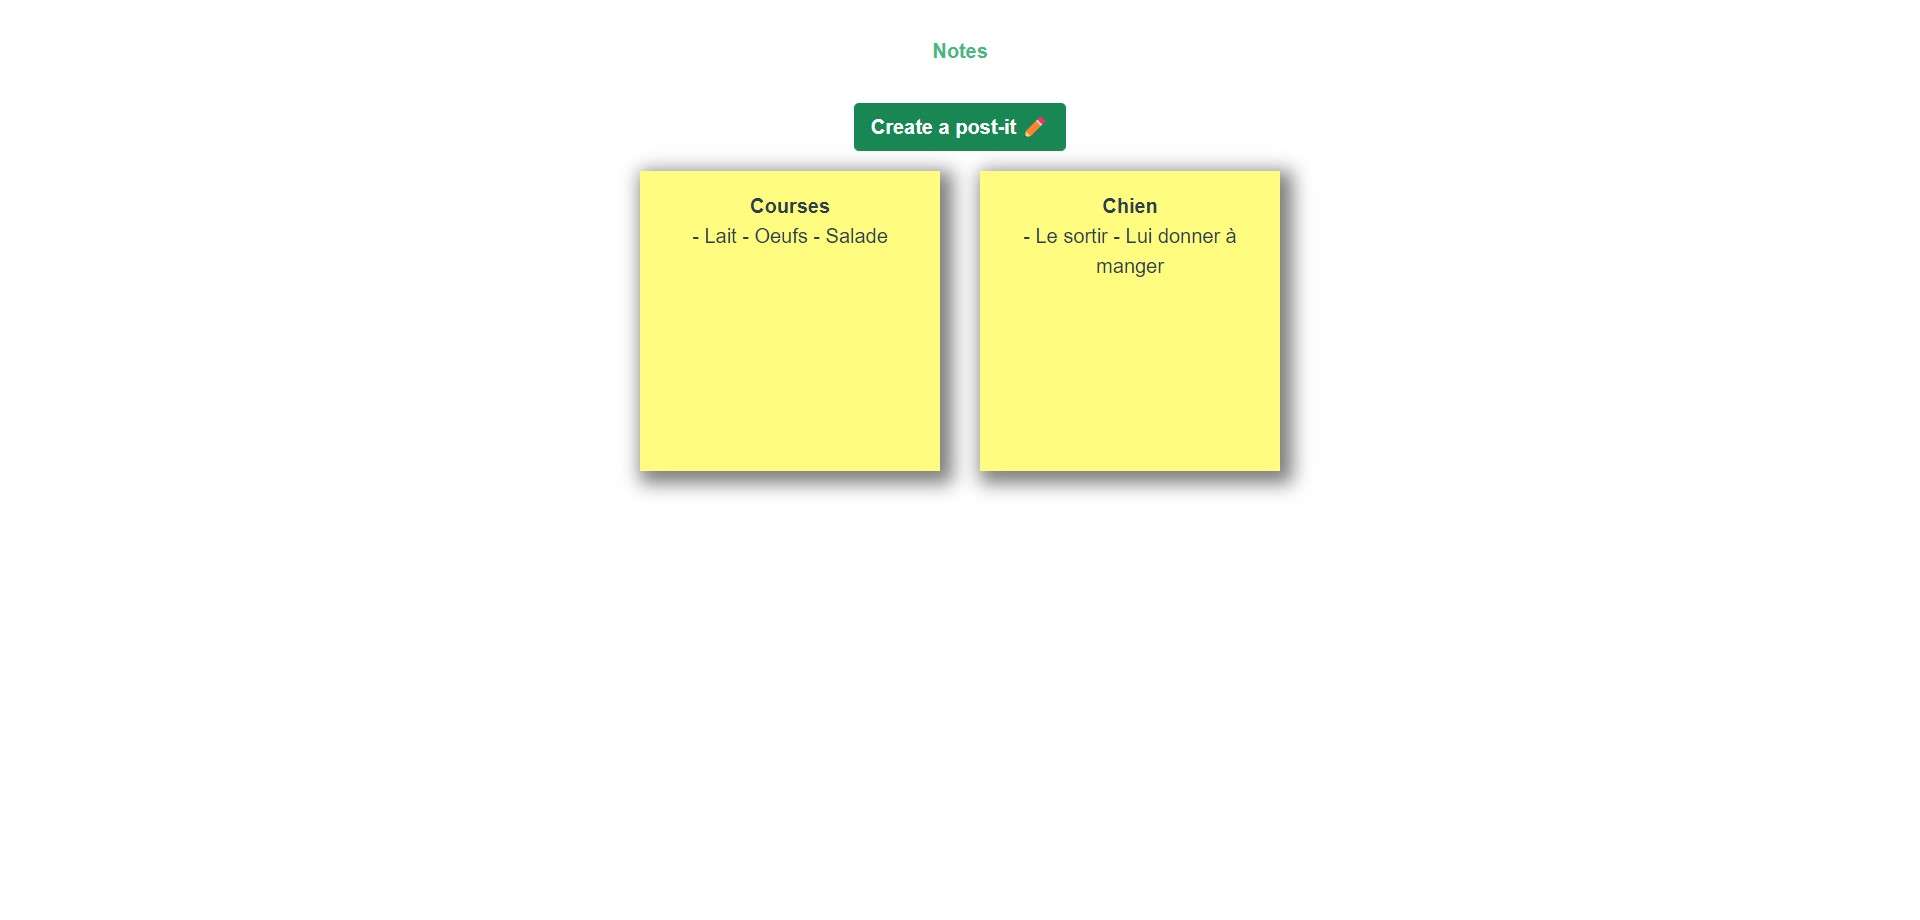 Notes
Create a post-it ✏️
Courses
- Lait - Oeufs - Salade
Chien
- Le sortir - Lui donner à
manger